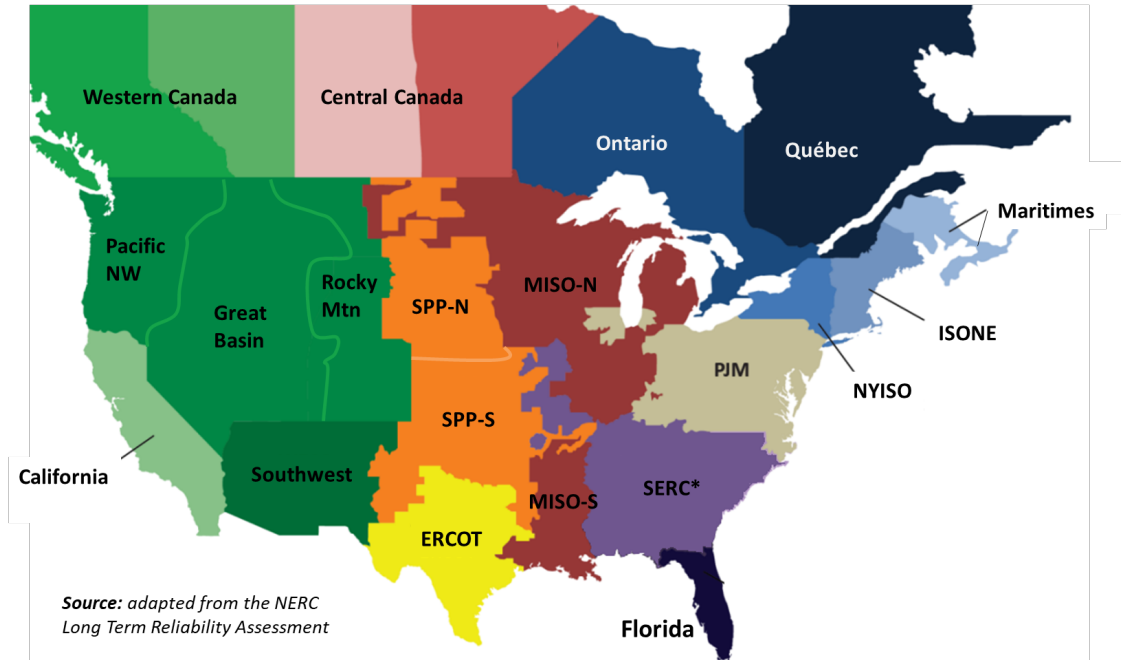 Western Canada
Central Canada
Ontario
Québec
Maritimes
Pacific
NW
Great
Basin
Rocky
Mtn
SPP-N
MISO-N
ISONE
NYISO
PJM
SPP-S
California
Southwest
MISO-S
SERC*
ERCOT
Source: adapted from the NERC
Long Term Reliability Assessment
Florida